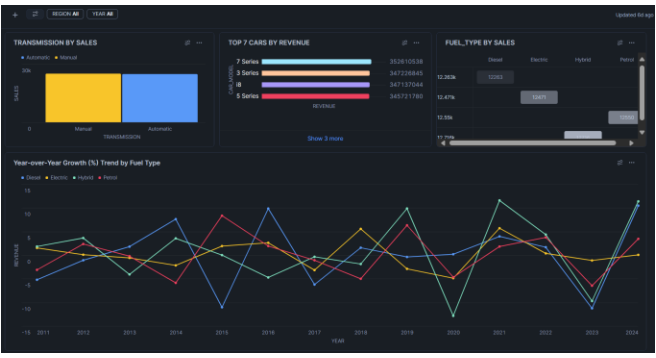 + REGION All YEAR All Updated 6d ago
TRANSMISSION BY SALES
Automatic Manual
30k
SALES
0
Manual Automatic
TRANSMISSION
TOP 7 CARS BY REVENUE
CAR_MODEL
7 Series 352610538
3 Series 347226845
i8 347137044
5 Series 345721780
REVENUE
Show 3 more
FUEL_TYPE BY SALES
Diesel Electric Hybrid Petrol
12.353k
12.471k 12471
12.55k
Year-over-Year Growth (%) Trend by Fuel Type
Diesel Electric Hybrid Petrol
15
10
5
0
-5
-10
-15
REVENUE
2011 2012 2013 2014 2015 2016 2017 2018 2019 2020 2021 2022 2023 2024
YEAR